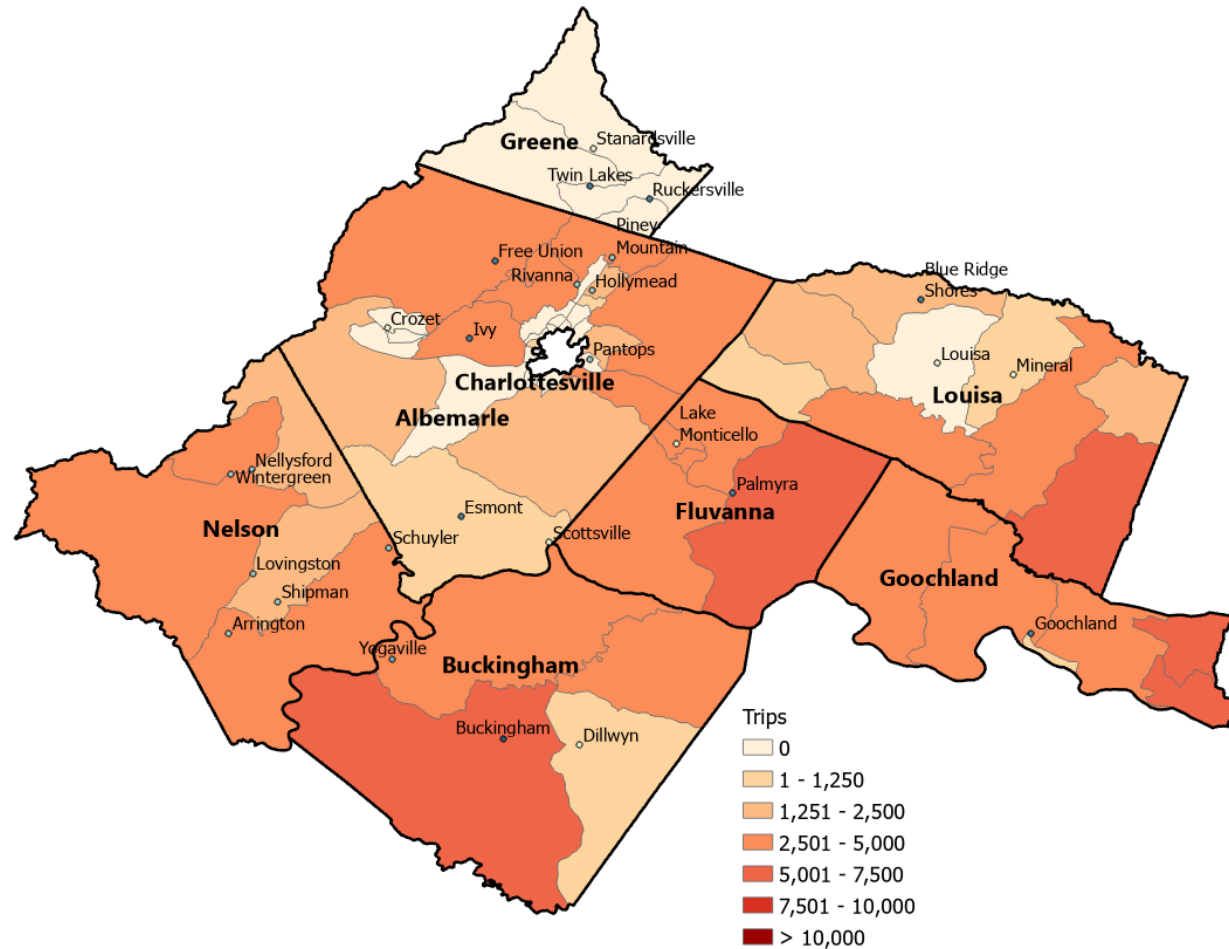 Greene
Stanardsville
Twin Lakes
Ruckersville
Piney
Mountain
Free Union
Rivanna
Hollymead
Blue Ridge
Shores
Crozet
Ivy
Pantops
Louisa
Mineral
Charlottesville
Louisa
Albemarle
Lake
Monticello
Nellysford
Wintergreen
Palmyra
Esmont
Fluvanna
Nelson
Scottsville
Schuyler
Lovingston
Goochland
Shipman
Arrington
Goochland
Yogaville
Buckingham
Buckingham
Dillwyn
Trips
0
1 - 1,250
1,251 - 2,500
2,501 - 5,000
5,001 - 7,500
7,501 - 10,000
> 10,000